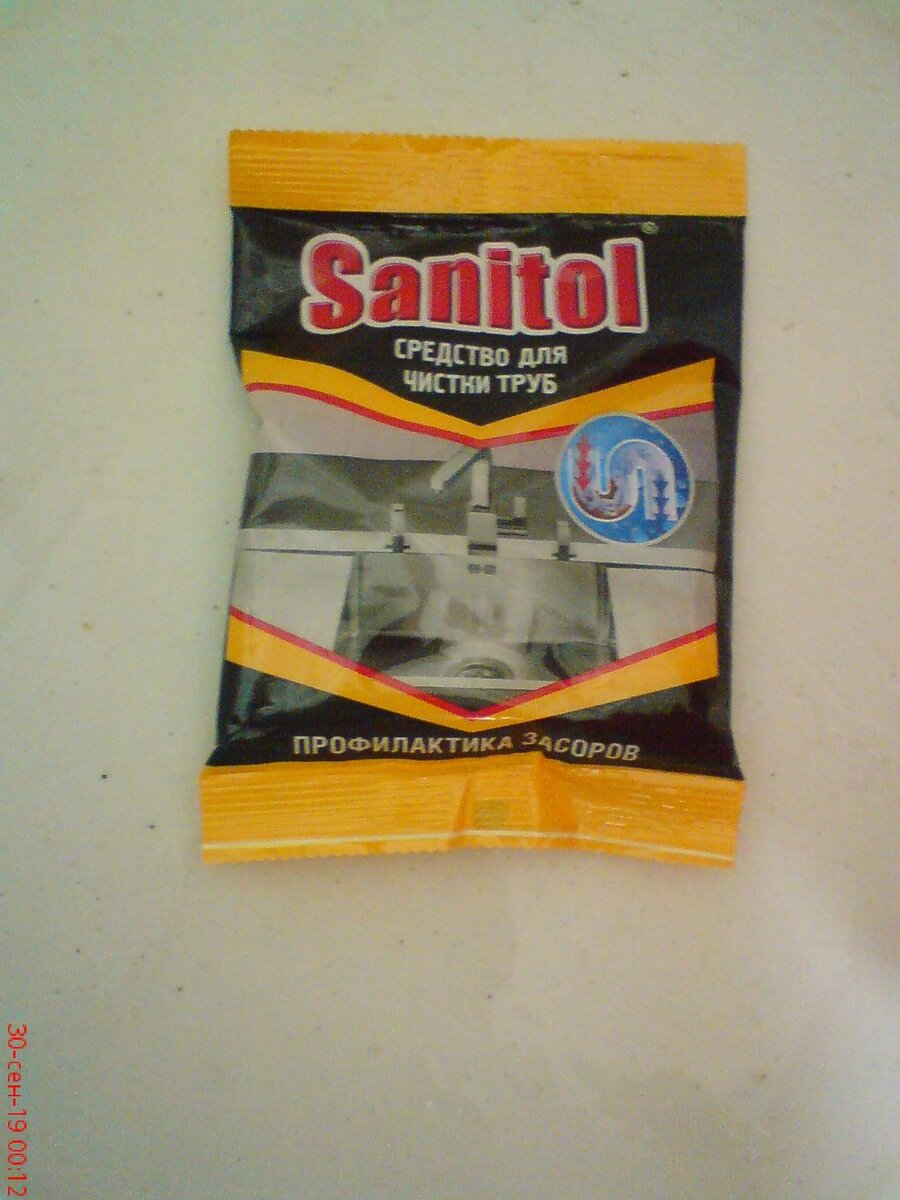 Sanitol®
СРЕДСТВО ДЛЯ
ЧИСТКИ ТРУБ
ПРОФИЛАКТИКА ЗАСОРОВ
30-сен-19 00:12